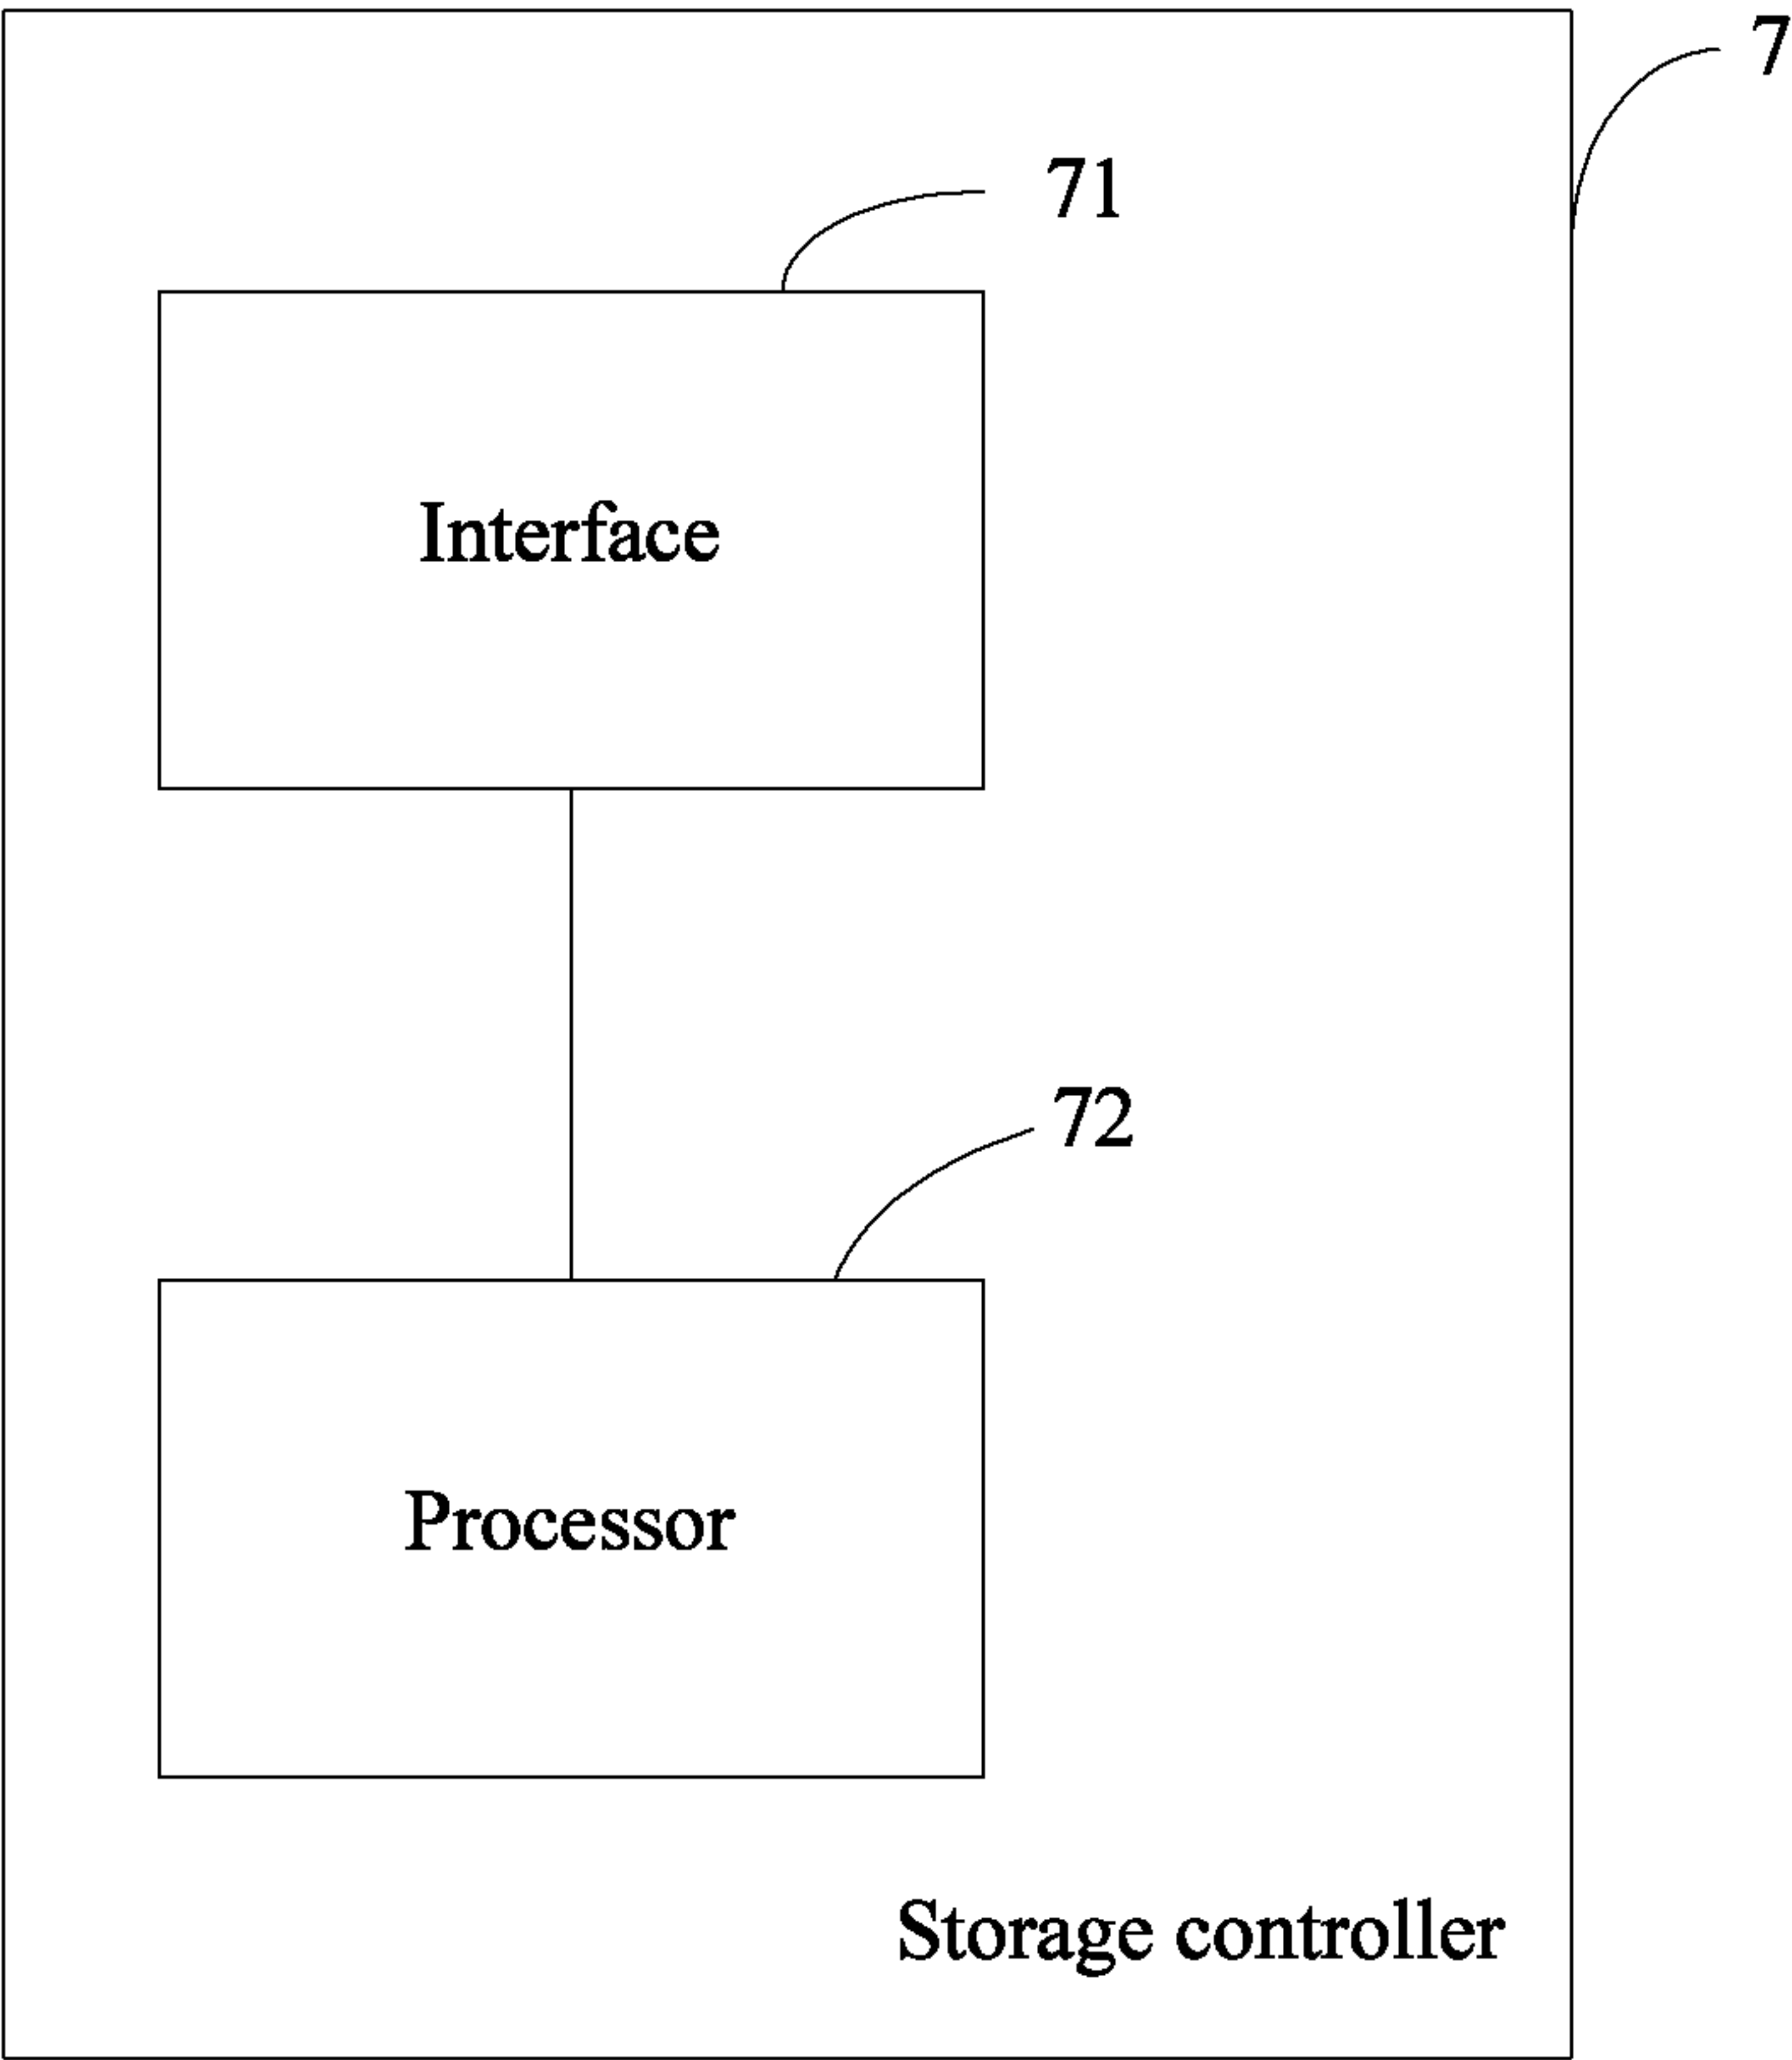 7
71
Interface
72
Processor
Storage controller